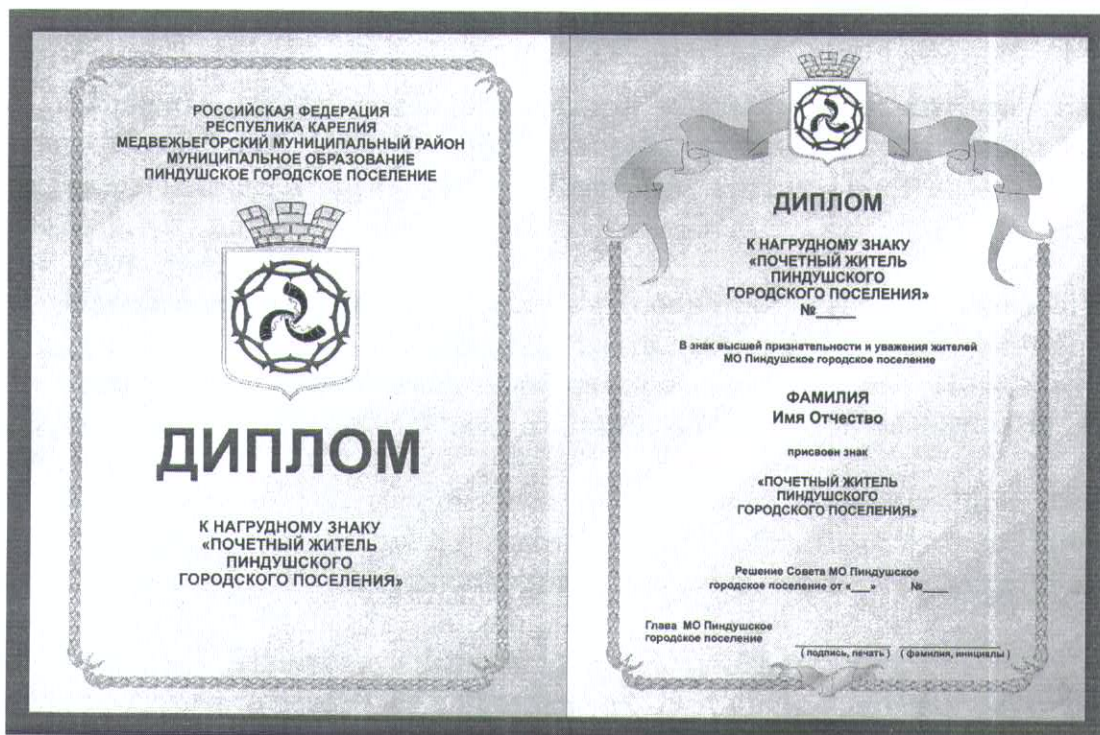 РОССИЙСКАЯ ФЕДЕРАЦИЯ
РЕСПУБЛИКА КАРЕЛИЯ
МЕДВЕЖЬЕГОРСКИЙ МУНИЦИПАЛЬНЫЙ РАЙОН
МУНИЦИПАЛЬНОЕ ОБРАЗОВАНИЕ
ПИНДУШСКОЕ ГОРОДСКОЕ ПОСЕЛЕНИЕ
ДИПЛОМ
К НАГРУДНОМУ ЗНАКУ
«ПОЧЕТНЫЙ ЖИТЕЛЬ
ПИНДУШСКОГО
ГОРОДСКОГО ПОСЕЛЕНИЯ»
ДИПЛОМ
К НАГРУДНОМУ ЗНАКУ
«ПОЧЕТНЫЙ ЖИТЕЛЬ
ПИНДУШСКОГО
ГОРОДСКОГО ПОСЕЛЕНИЯ»
№_____
В знак высшей признательности и уважения жителей
МО Пиндушское городское поселение
ФАМИЛИЯ
Имя Отчество
присвоен знак
«ПОЧЕТНЫЙ ЖИТЕЛЬ
ПИНДУШСКОГО
ГОРОДСКОГО ПОСЕЛЕНИЯ»
Решение Совета МО Пиндушское
городское поселение от «___» №____
Глава МО Пиндушское
городское поселение
( подпись, печать ) ( фамилия, инициалы )